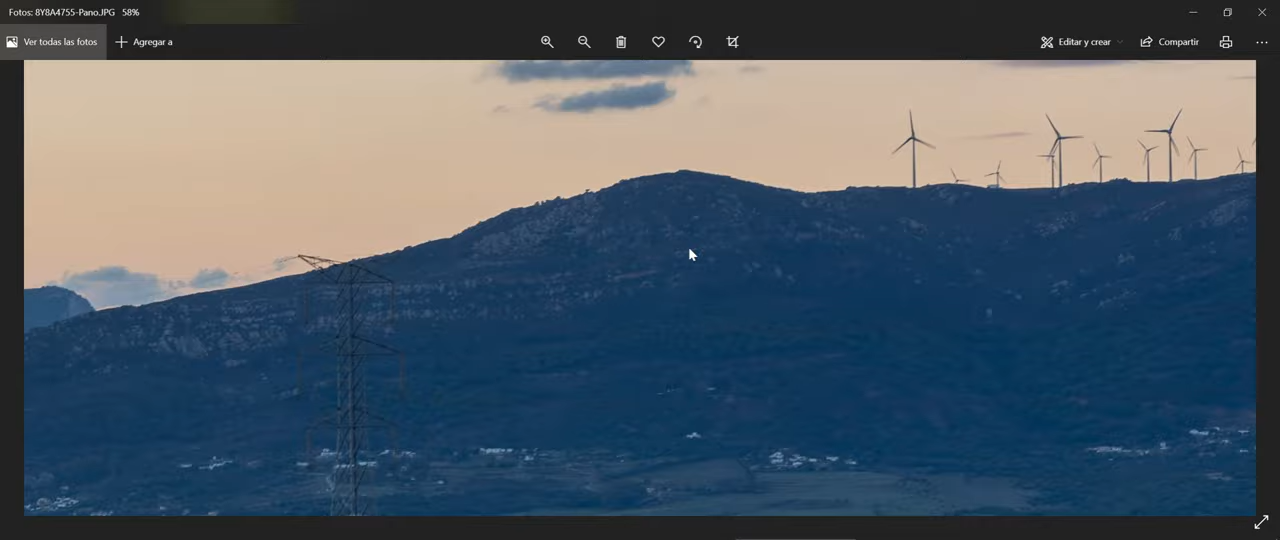 Fotos: 8Y8A4755-Pano.JPG 58%
Ver todas las fotos
Agregar a
Editar y crear
Compartir